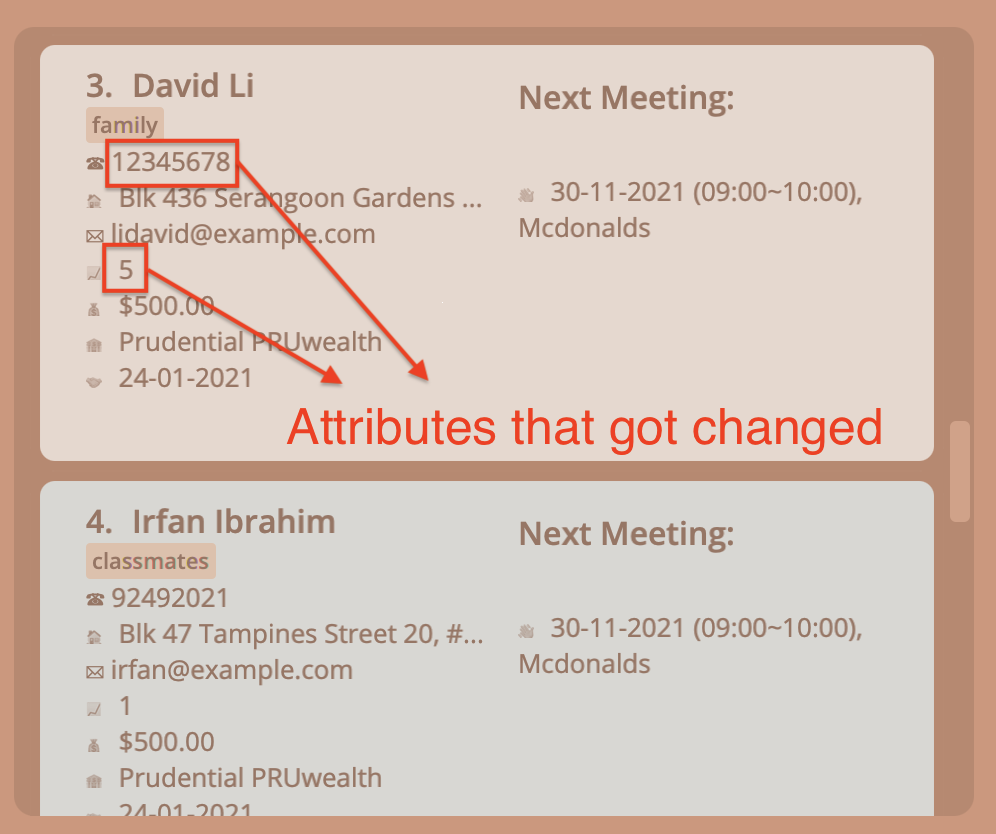 3. David Li
family
12345678
Blk 436 Serangoon Gardens ...
lidavid@example.com
5
$500.00
Prudential PRUwealth
24-01-2021
Next Meeting:
30-11-2021 (09:00~10:00),
Mcdonalds
Attributes that got changed
4. Irfan Ibrahim
classmates
92492021
Blk 47 Tampines Street 20, #...
irfan@example.com
1
$500.00
Prudential PRUwealth
24-01-2021
Next Meeting:
30-11-2021 (09:00~10:00),
Mcdonalds